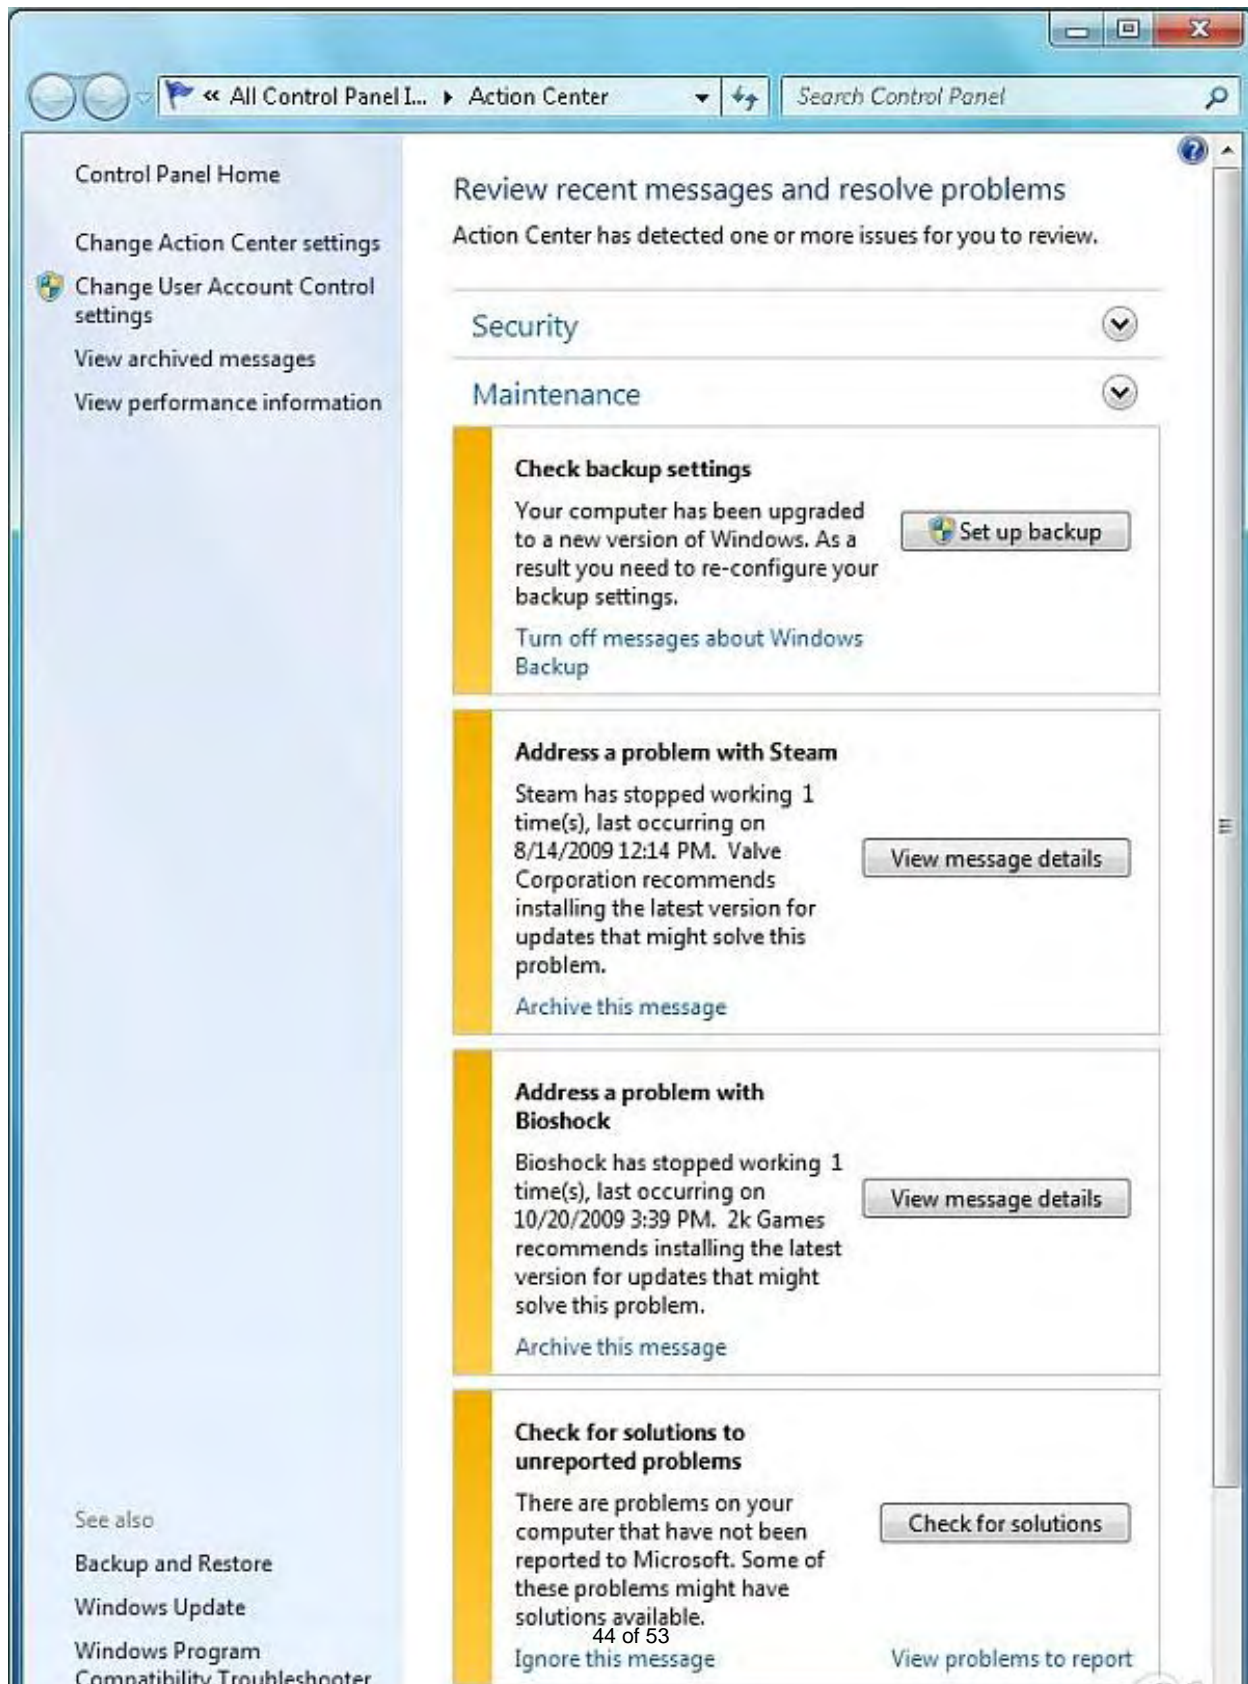 « All Control Panel I... ▸ Action Center
Search Control Panel
Control Panel Home
Change Action Center settings
Change User Account Control
settings
View archived messages
View performance information
Review recent messages and resolve problems
Action Center has detected one or more issues for you to review.
Security
Maintenance
Check backup settings
Your computer has been upgraded
to a new version of Windows. As a
result you need to re-configure your
backup settings.
Set up backup
Turn off messages about Windows
Backup
Address a problem with Steam
Steam has stopped working 1
time(s), last occurring on
8/14/2009 12:14 PM. Valve
Corporation recommends
installing the latest version for
updates that might solve this
problem.
View message details
Archive this message
Address a problem with
Bioshock
Bioshock has stopped working 1
time(s), last occurring on
10/20/2009 3:39 PM. 2k Games
recommends installing the latest
version for updates that might
solve this problem.
View message details
Archive this message
Check for solutions to
unreported problems
There are problems on your
computer that have not been
reported to Microsoft. Some of
these problems might have
solutions available.
Check for solutions
Ignore this message
View problems to report
See also
Backup and Restore
Windows Update
Windows Program
Compatibility Troubleshooter
44 of 53